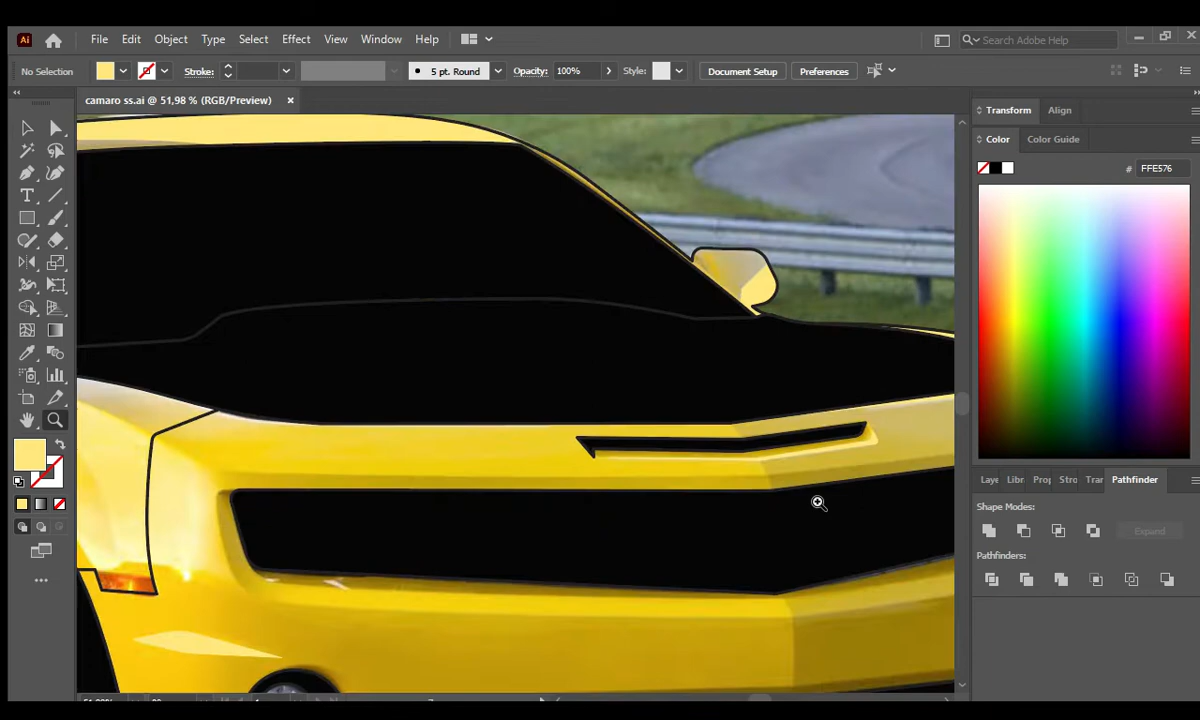 Ai File Edit Object Type Select Effect View Window Help Search Adobe Help
No Selection Stroke: 5 pt. Round Opacity: 100% Style: Document Setup Preferences
camaro ss.ai @ 51,98 % (RGB/Preview) ×
Transform Align
Color Color Guide
# FFE576
Laye Libr Prop Stro Trar Pathfinder
Shape Modes:
Expand
Pathfinders: